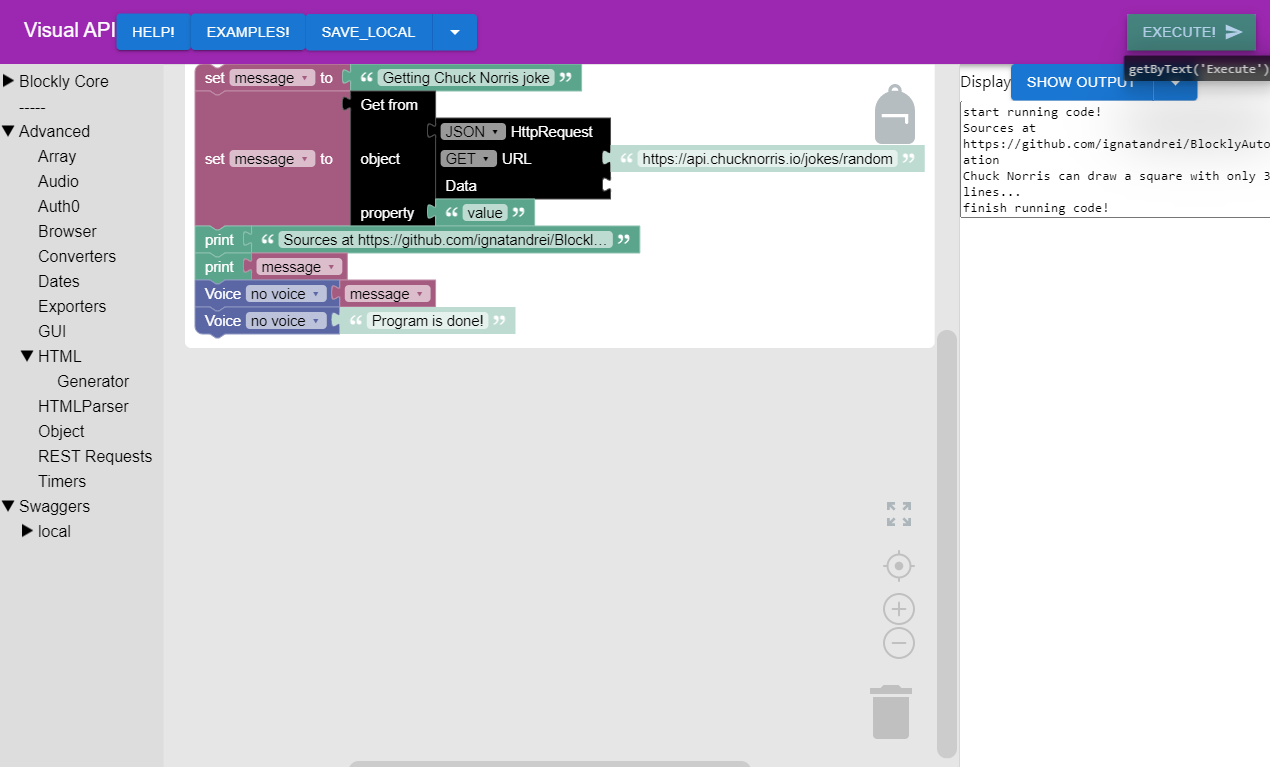 Visual API
HELP!
EXAMPLES!
SAVE_LOCAL
EXECUTE!
getByText('Execute')
Blockly Core
-----
Advanced
Array
Audio
Auth0
Browser
Converters
Dates
Exporters
GUI
HTML
Generator
HTMLParser
Object
REST Requests
Timers
Swaggers
local
set message to “ Getting Chuck Norris joke ”
Get from
JSON HttpRequest
set message to object GET URL “ https://api.chucknorris.io/jokes/random ”
Data
property “ value ”
print “ Sources at https://github.com/ignatandrei/Blockl... ”
print message
Voice no voice message
Voice no voice “ Program is done! ”
Display
SHOW OUTPUT
start running code!
Sources at
https://github.com/ignatandrei/BlocklyAuto
ation
Chuck Norris can draw a square with only 3
lines...
finish running code!